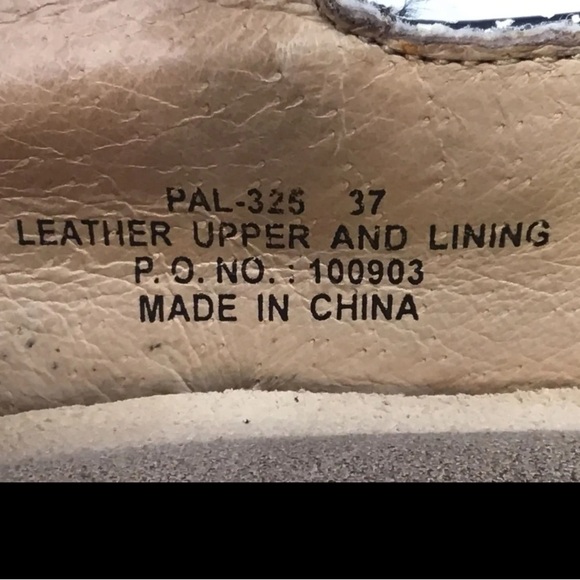 PAL-325 37
LEATHER UPPER AND LINING
P.O. NO. : 100903
MADE IN CHINA